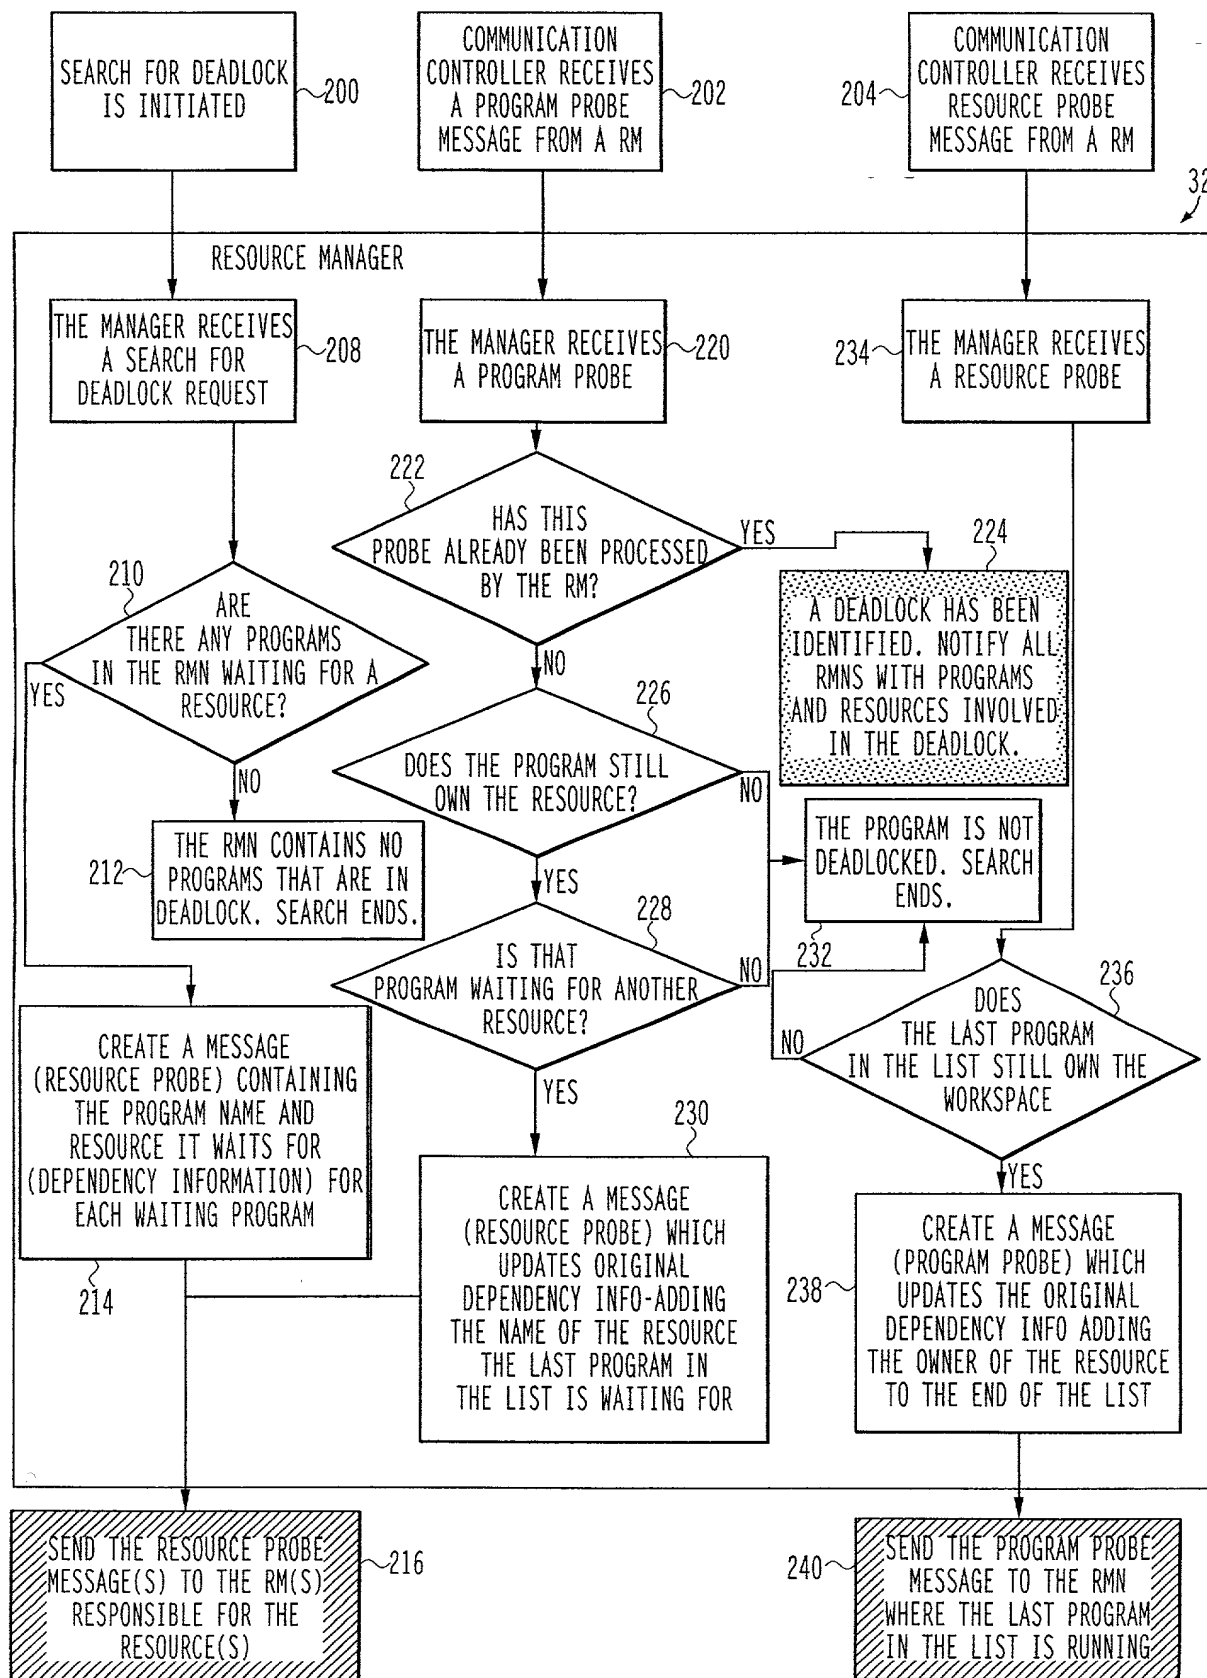 SEARCH FOR DEADLOCK
IS INITIATED
200
COMMUNICATION
CONTROLLER RECEIVES
A PROGRAM PROBE
MESSAGE FROM A RM
202
COMMUNICATION
CONTROLLER RECEIVES
RESOURCE PROBE
MESSAGE FROM A RM
204
32
RESOURCE MANAGER
THE MANAGER RECEIVES
A SEARCH FOR
DEADLOCK REQUEST
208
THE MANAGER RECEIVES
A PROGRAM PROBE
220
THE MANAGER RECEIVES
A RESOURCE PROBE
234
222
HAS THIS
PROBE ALREADY BEEN PROCESSED
BY THE RM?
YES
NO
224
A DEADLOCK HAS BEEN
IDENTIFIED. NOTIFY ALL
RMNS WITH PROGRAMS
AND RESOURCES INVOLVED
IN THE DEADLOCK.
210
ARE
THERE ANY PROGRAMS
IN THE RMN WAITING FOR A
RESOURCE?
YES
NO
226
DOES THE PROGRAM STILL
OWN THE RESOURCE?
NO
YES
212
THE RMN CONTAINS NO
PROGRAMS THAT ARE IN
DEADLOCK. SEARCH ENDS.
THE PROGRAM IS NOT
DEADLOCKED. SEARCH
ENDS.
232
228
IS THAT
PROGRAM WAITING FOR ANOTHER
RESOURCE?
NO
YES
236
DOES
THE LAST PROGRAM
IN THE LIST STILL OWN THE
WORKSPACE
NO
YES
CREATE A MESSAGE
(RESOURCE PROBE) CONTAINING
THE PROGRAM NAME AND
RESOURCE IT WAITS FOR
(DEPENDENCY INFORMATION) FOR
EACH WAITING PROGRAM
214
230
CREATE A MESSAGE
(RESOURCE PROBE) WHICH
UPDATES ORIGINAL
DEPENDENCY INFO-ADDING
THE NAME OF THE RESOURCE
THE LAST PROGRAM IN
THE LIST IS WAITING FOR
238
CREATE A MESSAGE
(PROGRAM PROBE) WHICH
UPDATES THE ORIGINAL
DEPENDENCY INFO ADDING
THE OWNER OF THE RESOURCE
TO THE END OF THE LIST
SEND THE RESOURCE PROBE
MESSAGE(S) TO THE RM(S)
RESPONSIBLE FOR THE
RESOURCE(S)
216
240
SEND THE PROGRAM PROBE
MESSAGE TO THE RMN
WHERE THE LAST PROGRAM
IN THE LIST IS RUNNING